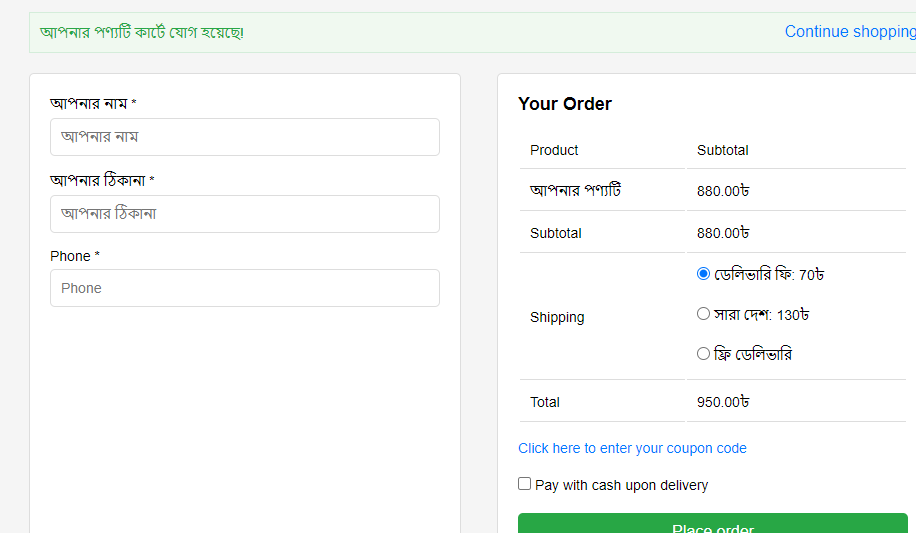 আপনার পণ্যটি কার্টে যোগ হয়েছে!
Continue shopping
আপনার নাম *
আপনার নাম
আপনার ঠিকানা *
আপনার ঠিকানা
Phone *
Phone
Your Order
Product Subtotal
আপনার পণ্যটি 880.00৳
Subtotal 880.00৳
Shipping
ডেলিভারি ফি: 70৳
সারা দেশ: 130৳
ফ্রি ডেলিভারি
Total 950.00৳
Click here to enter your coupon code
Pay with cash upon delivery
Place order